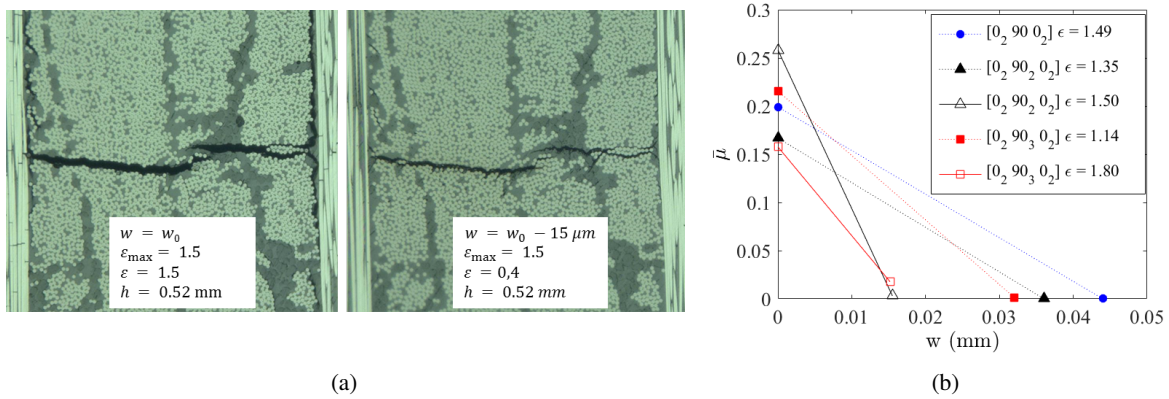 w = w₀
ε_max = 1.5
ε = 1.5
h = 0.52 mm
w = w₀ − 15 μm
ε_max = 1.5
ε = 0,4
h = 0.52 mm
(a)
0.3
0.25
0.2
0.15
0.1
0.05
0
μ̄
0 0.01 0.02 0.03 0.04 0.05
w (mm)
[0₂ 90 0₂] ϵ = 1.49
[0₂ 90₂ 0₂] ϵ = 1.35
[0₂ 90₂ 0₂] ϵ = 1.50
[0₂ 90₃ 0₂] ϵ = 1.14
[0₂ 90₃ 0₂] ϵ = 1.80
(b)